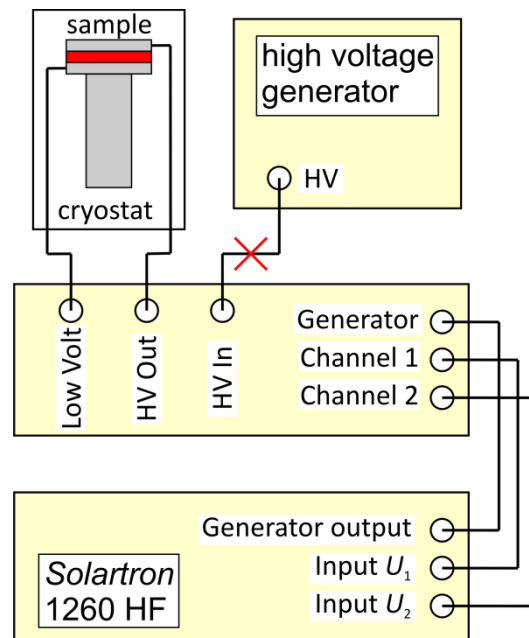 sample
cryostat
high voltage
generator
HV
Low Volt
HV Out
HV In
Generator
Channel 1
Channel 2
Generator output
Input U₁
Input U₂
Solartron
1260 HF